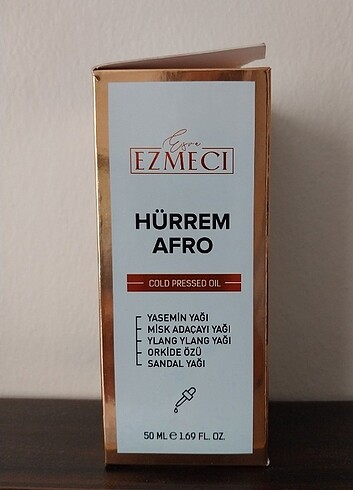 Esra
EZMECI
HÜRREM
AFRO
COLD PRESSED OIL
YASEMİN YAĞI
MİSK ADAÇAYI YAĞI
YLANG YLANG YAĞI
ORKİDE ÖZÜ
SANDAL YAĞI
50 ML e 1.69 FL. OZ.